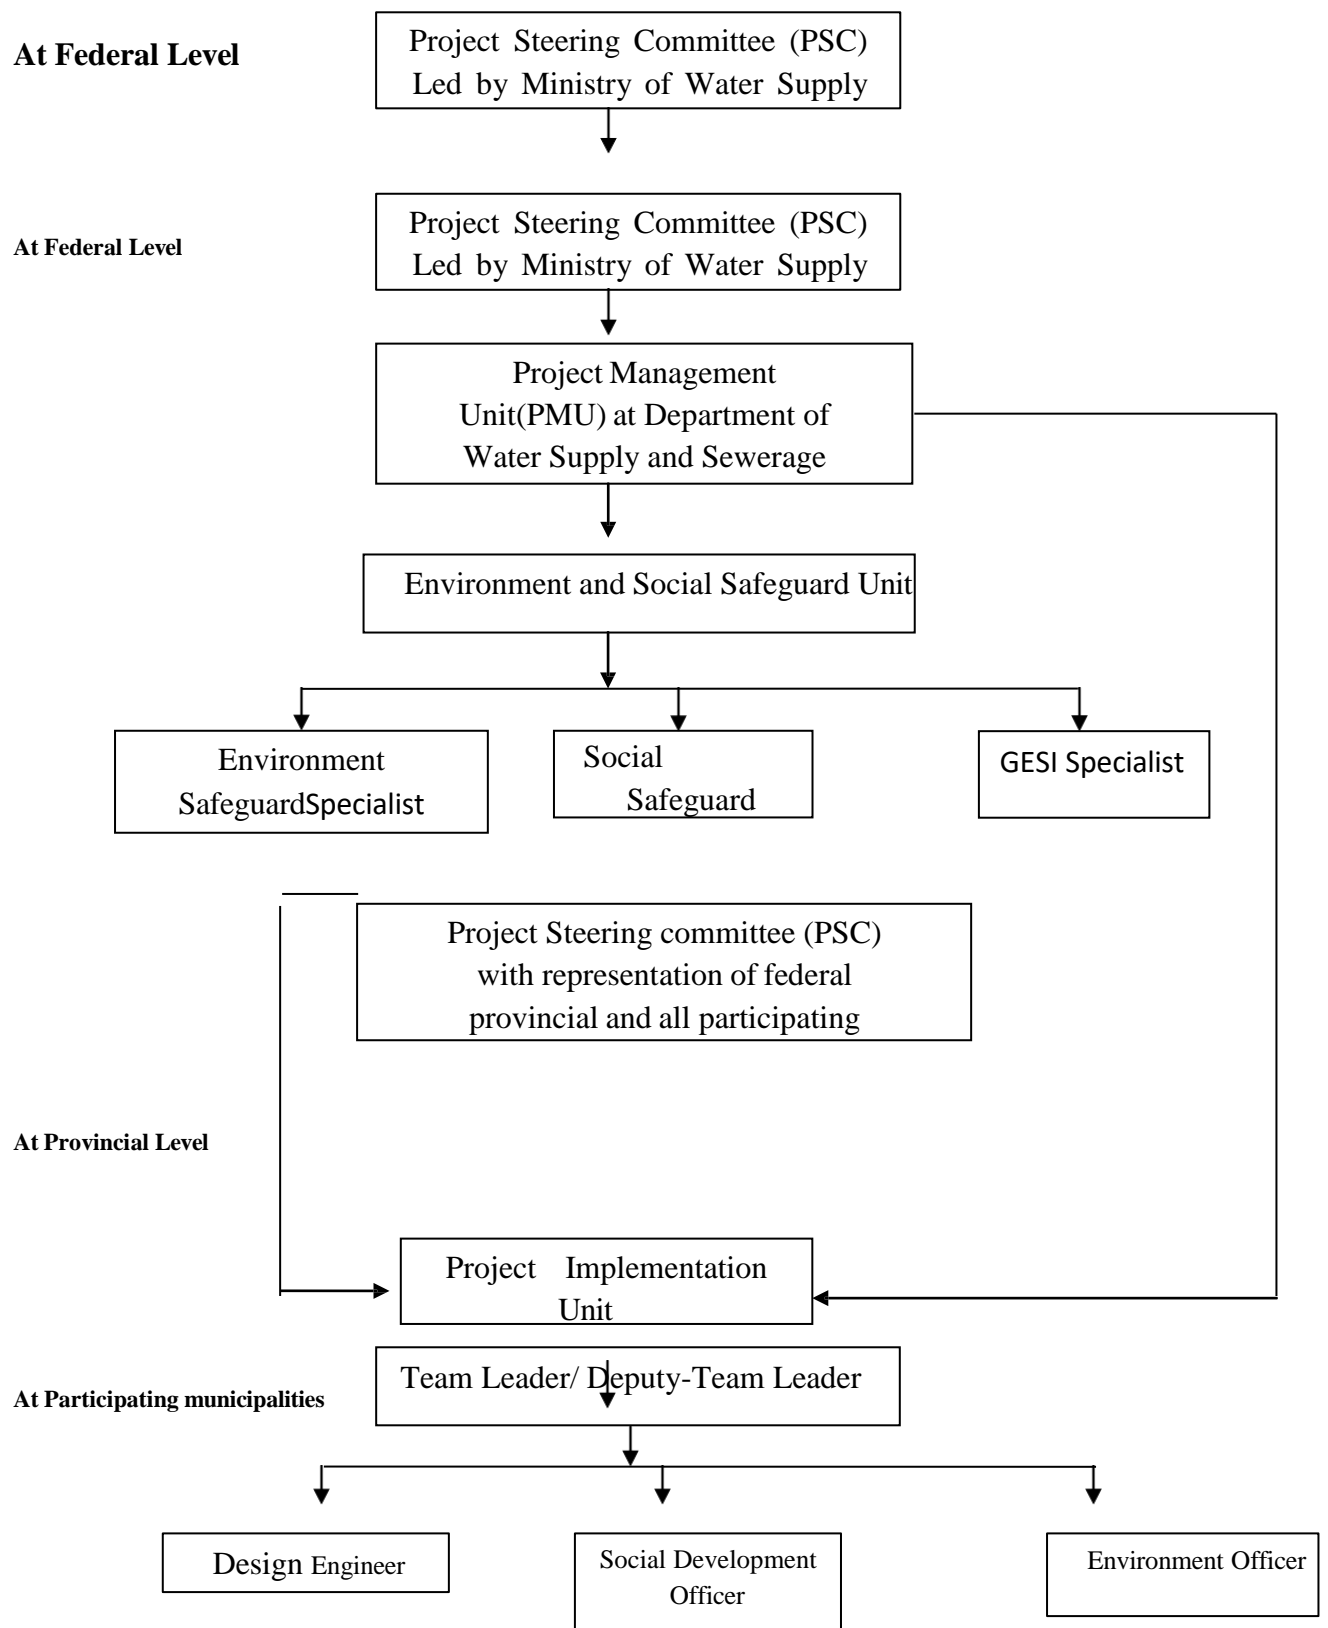 At Federal Level
Project Steering Committee (PSC)
Led by Ministry of Water Supply
At Federal Level
Project Steering Committee (PSC)
Led by Ministry of Water Supply
Project Management
Unit(PMU) at Department of
Water Supply and Sewerage
Environment and Social Safeguard Unit
Environment
SafeguardSpecialist
Social
Safeguard
GESI Specialist
Project Steering committee (PSC)
with representation of federal
provincial and all participating
At Provincial Level
Project Implementation
Unit
At Participating municipalities
Team Leader/ Deputy-Team Leader
Design Engineer
Social Development
Officer
Environment Officer